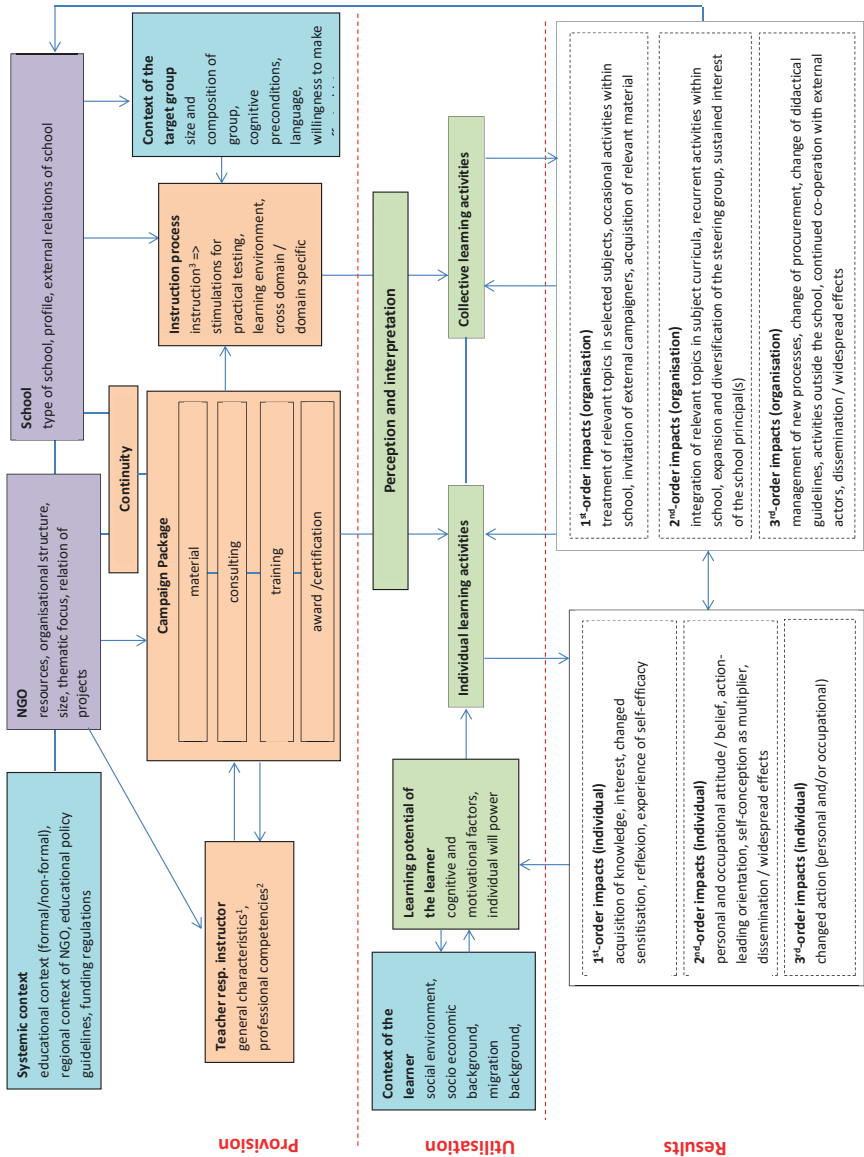 Systemic context
educational context (formal/non-formal),
regional context of NGO, educational policy
guidelines, funding regulations
NGO
resources, organisational structure,
size, thematic focus, relation of
projects
School
type of school, profile, external relations of school
Continuity
Teacher resp. instructor
general characteristics¹,
professional competencies²
Campaign Package
material
consulting
training
award /certification
Instruction process
instruction³ =>
stimulations for
practical testing,
learning environment,
cross domain /
domain specific
Context of the
target group
size and
composition of
group,
cognitive
preconditions,
language,
willingness to make
Provision
Perception and interpretation
Context of the
learner
social environment,
socio economic
background,
migration
background,
Learning potential of
the learner
cognitive and
motivational factors,
individual will power
Individual learning activities
Collective learning activities
Utilisation
1st-order impacts (individual)
acquisition of knowledge, interest, changed
sensitisation, reflexion, experience of self-efficacy
2nd-order impacts (individual)
personal and occupational attitude / belief, action-
leading orientation, self-conception as multiplier,
dissemination / widespread effects
3rd-order impacts (individual)
changed action (personal and/or occupational)
1st-order impacts (organisation)
treatment of relevant topics in selected subjects, occasional activities within
school, invitation of external campaigners, acquisition of relevant material
2nd-order impacts (organisation)
integration of relevant topics in subject curricula, recurrent activities within
school, expansion and diversification of the steering group, sustained interest
of the school principal(s)
3rd-order impacts (organisation)
management of new processes, change of procurement, change of didactical
guidelines, activities outside the school, continued co-operation with external
actors, dissemination / widespread effects
Results